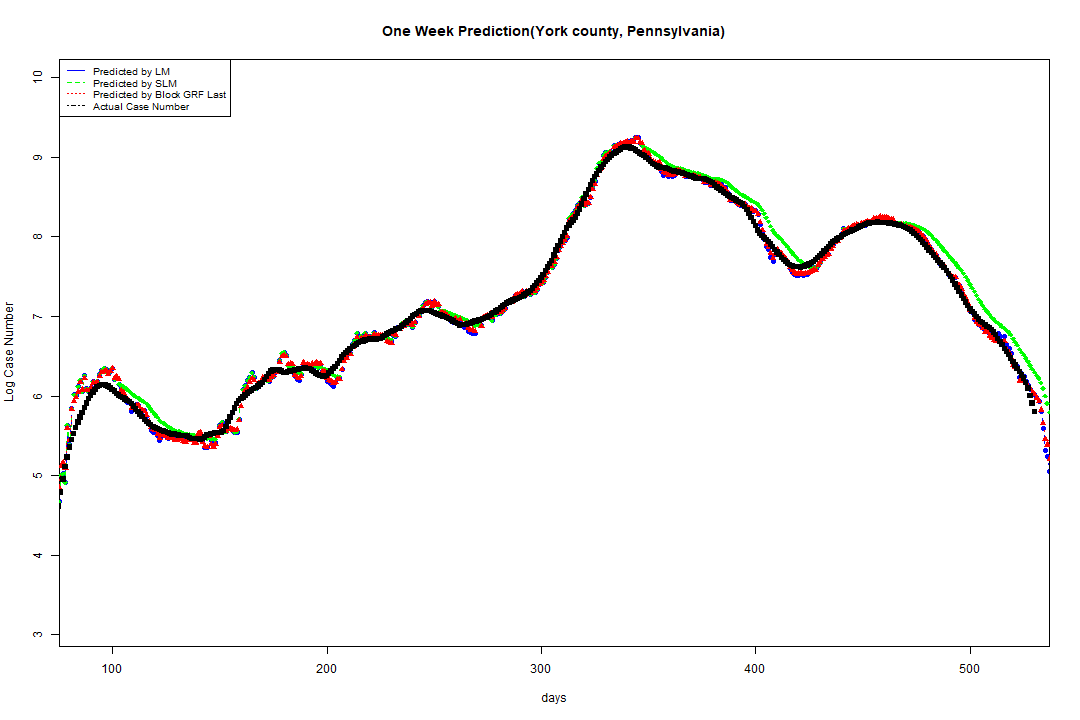 One Week Prediction(York county, Pennsylvania)
Predicted by LM
Predicted by SLM
Predicted by Block GRF Last
Actual Case Number
10
9
8
7
6
5
4
3
Log Case Number
100 200 300 400 500
days